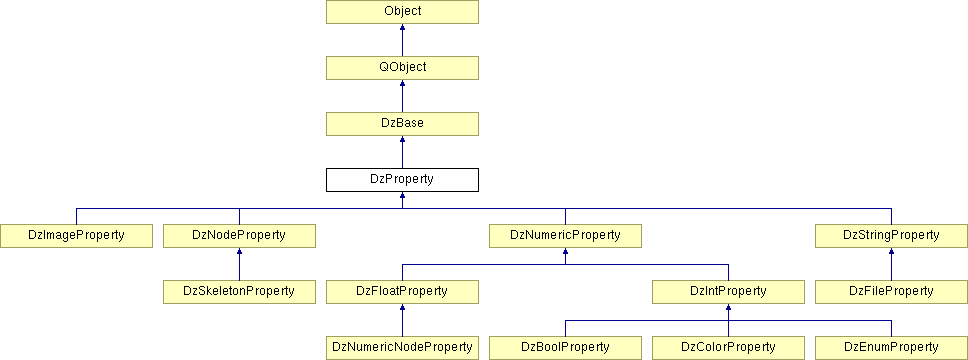 Object
QObject
DzBase
DzProperty
DzImageProperty
DzNodeProperty
DzNumericProperty
DzStringProperty
DzSkeletonProperty
DzFloatProperty
DzIntProperty
DzFileProperty
DzNumericNodeProperty
DzBoolProperty
DzColorProperty
DzEnumProperty